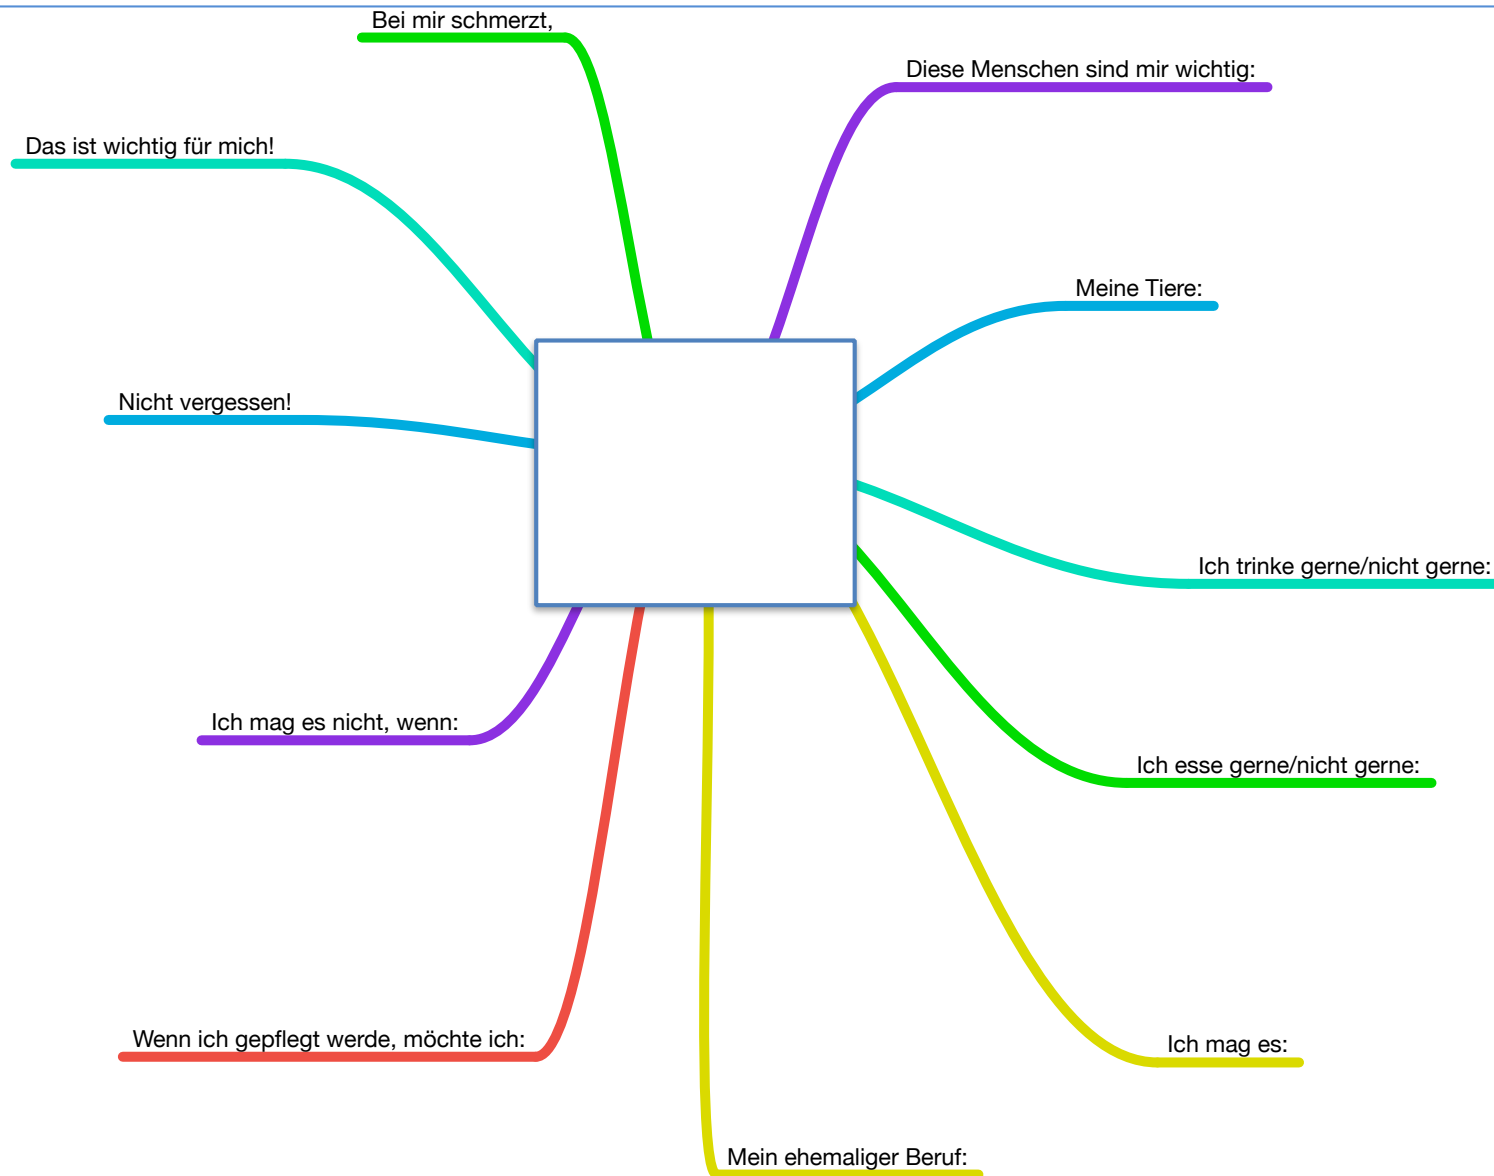 Bei mir schmerzt,
Diese Menschen sind mir wichtig:
Das ist wichtig für mich!
Meine Tiere:
Nicht vergessen!
Ich trinke gerne/nicht gerne:
Ich mag es nicht, wenn:
Ich esse gerne/nicht gerne:
Wenn ich gepflegt werde, möchte ich:
Ich mag es:
Mein ehemaliger Beruf: